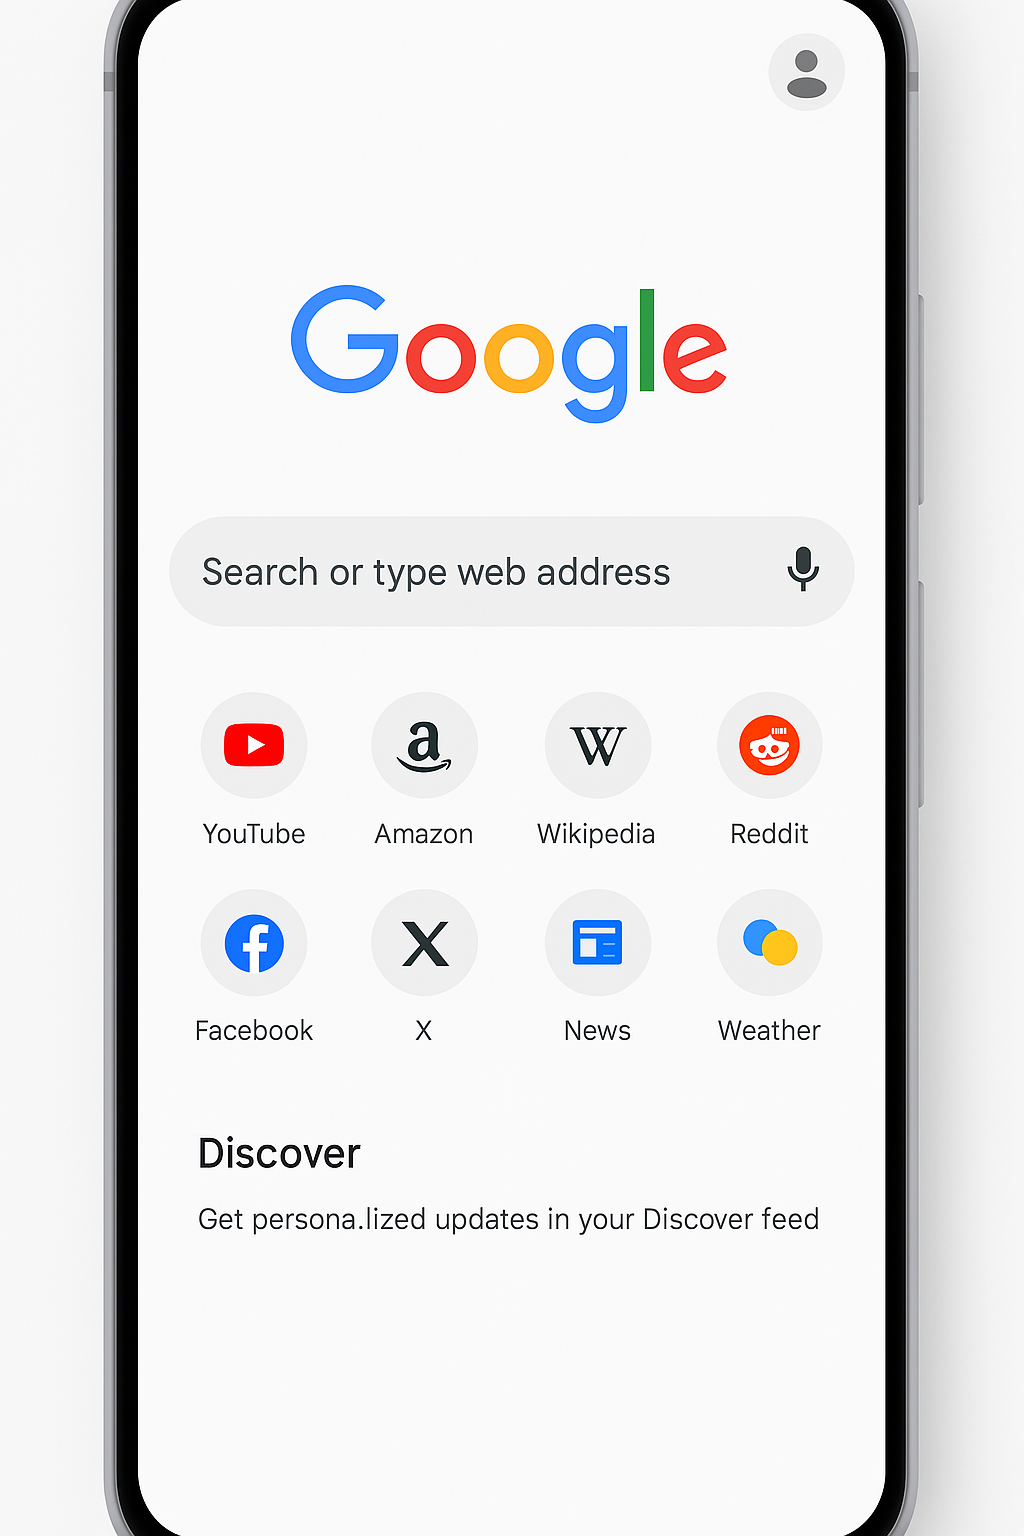 Google
Search or type web address
YouTube Amazon Wikipedia Reddit
Facebook X News Weather
Discover
Get persona.lized updates in your Discover feed